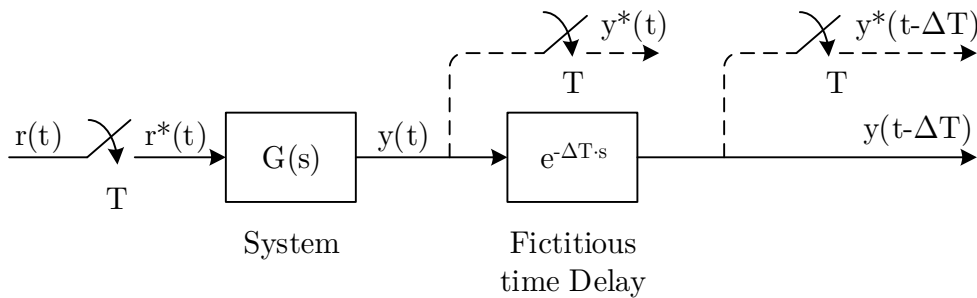 y*(t)
y*(t-ΔT)
T
T
r(t)
r*(t)
G(s)
y(t)
e^-ΔT·s
y(t-ΔT)
T
System
Fictitious
time Delay